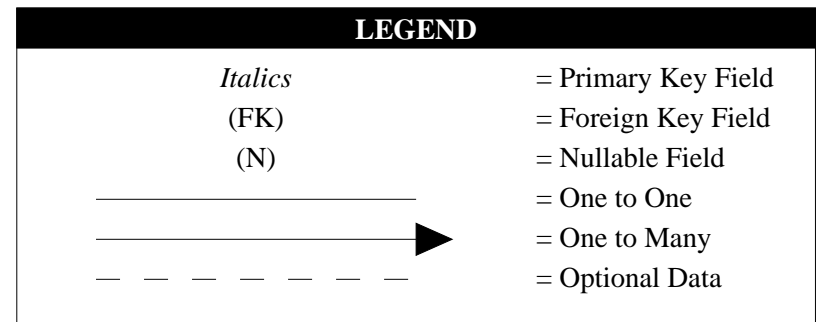 LEGEND
Italics = Primary Key Field
(FK) = Foreign Key Field
(N) = Nullable Field
= One to One
= One to Many
= Optional Data